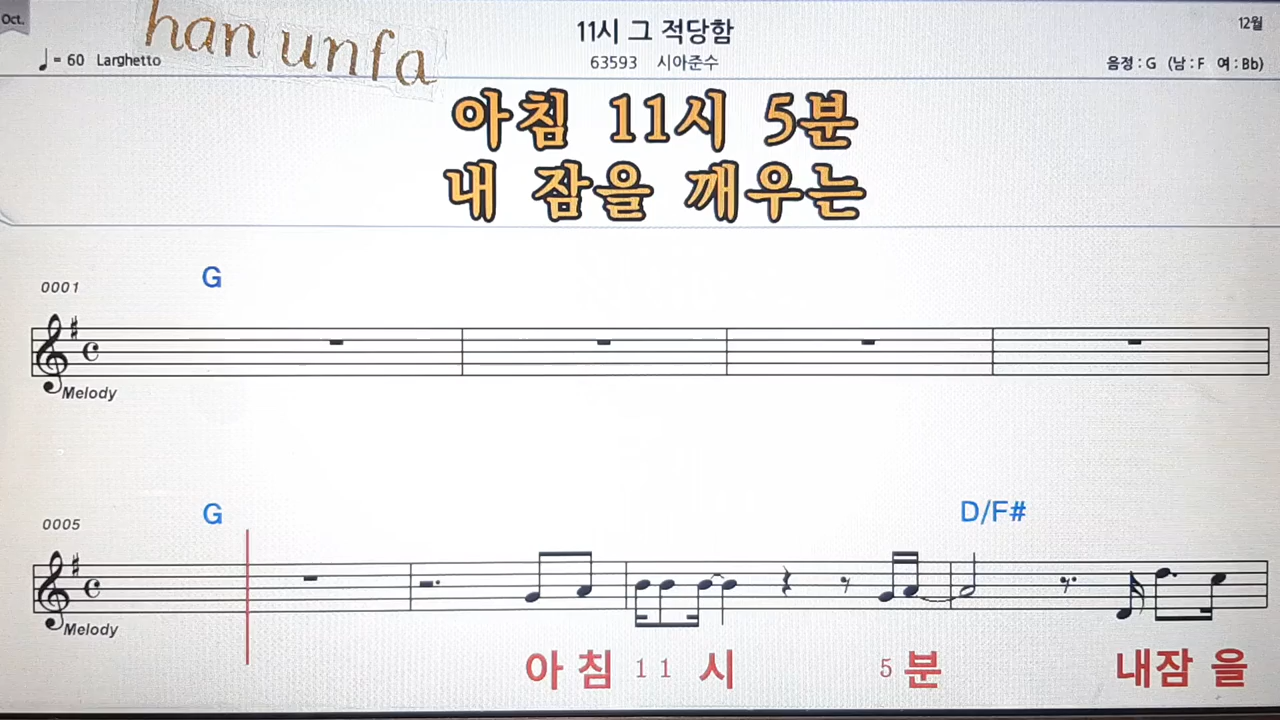 Oct.
han unfa
11시 그 적당함
12월
♩= 60 Larghetto
63593 시아준수
음정 : G (남 : F 여 : Bb)
아침 11시 5분
내 잠을 깨우는
0001
G
Melody
0005
G
D/F#
Melody
아 침 1 1 시 5 분 내잠 을